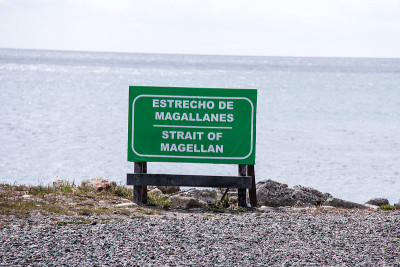 ESTRECHO DE
MAGALLANES
STRAIT OF
MAGELLAN